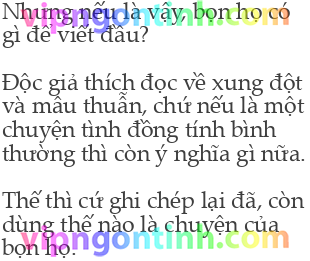 Nhưng nếu là vậy, bọn họ có
gì để viết đâu?
Độc giả thích đọc về xung đột
và mâu thuẫn, chứ nếu là một
chuyện tình đồng tính bình
thường thì còn ý nghĩa gì nữa.
Thế thì cứ ghi chép lại đã, còn
dùng thế nào là chuyện của
bọn họ.
vpngontinh.com
vpngontinh.com